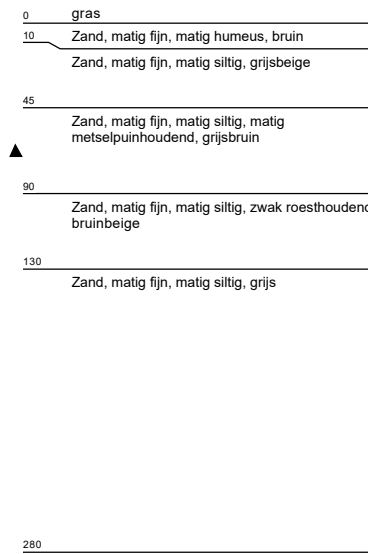 0 gras
10 Zand, matig fijn, matig humeus, bruin
Zand, matig fijn, matig siltig, grijsbeige
45
Zand, matig fijn, matig siltig, matig
metselpuinhoudend, grijsbruin
90
Zand, matig fijn, matig siltig, zwak roesthoudend
bruinbeige
130
Zand, matig fijn, matig siltig, grijs
280